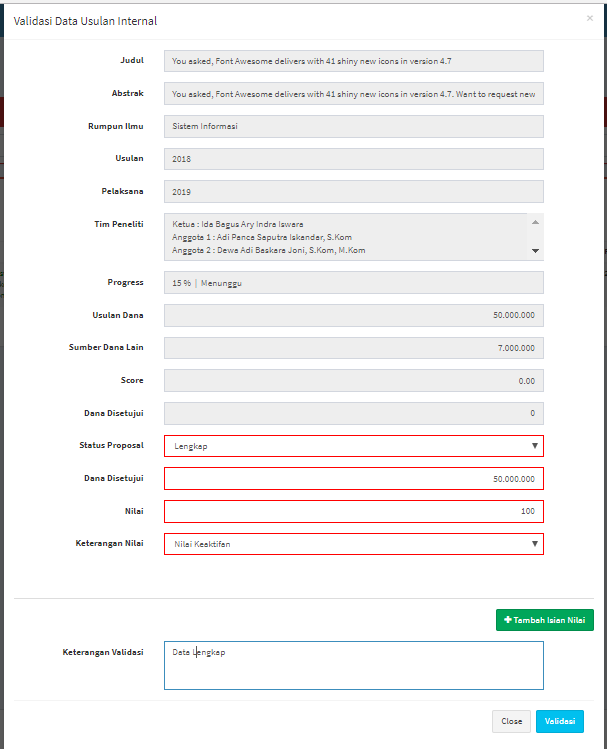 Validasi Data Usulan Internal
×
Judul
You asked, Font Awesome delivers with 41 shiny new icons in version 4.7
Abstrak
You asked, Font Awesome delivers with 41 shiny new icons in version 4.7. Want to request new
Rumpun Ilmu
Sistem Informasi
Usulan
2018
Pelaksana
2019
Tim Peneliti
Ketua : Ida Bagus Ary Indra Iswara
Anggota 1 : Adi Panca Saputra Iskandar, S.Kom
Anggota 2 : Dewa Adi Baskara Joni, S.Kom, M.Kom
Progress
15 % | Menunggu
Usulan Dana
50.000.000
Sumber Dana Lain
7.000.000
Score
0.00
Dana Disetujui
0
Status Proposal
Lengkap
Dana Disetujui
50.000.000
Nilai
100
Keterangan Nilai
Nilai Keaktifan
Tambah Isian Nilai
Keterangan Validasi
Data Lengkap
Close
Validasi